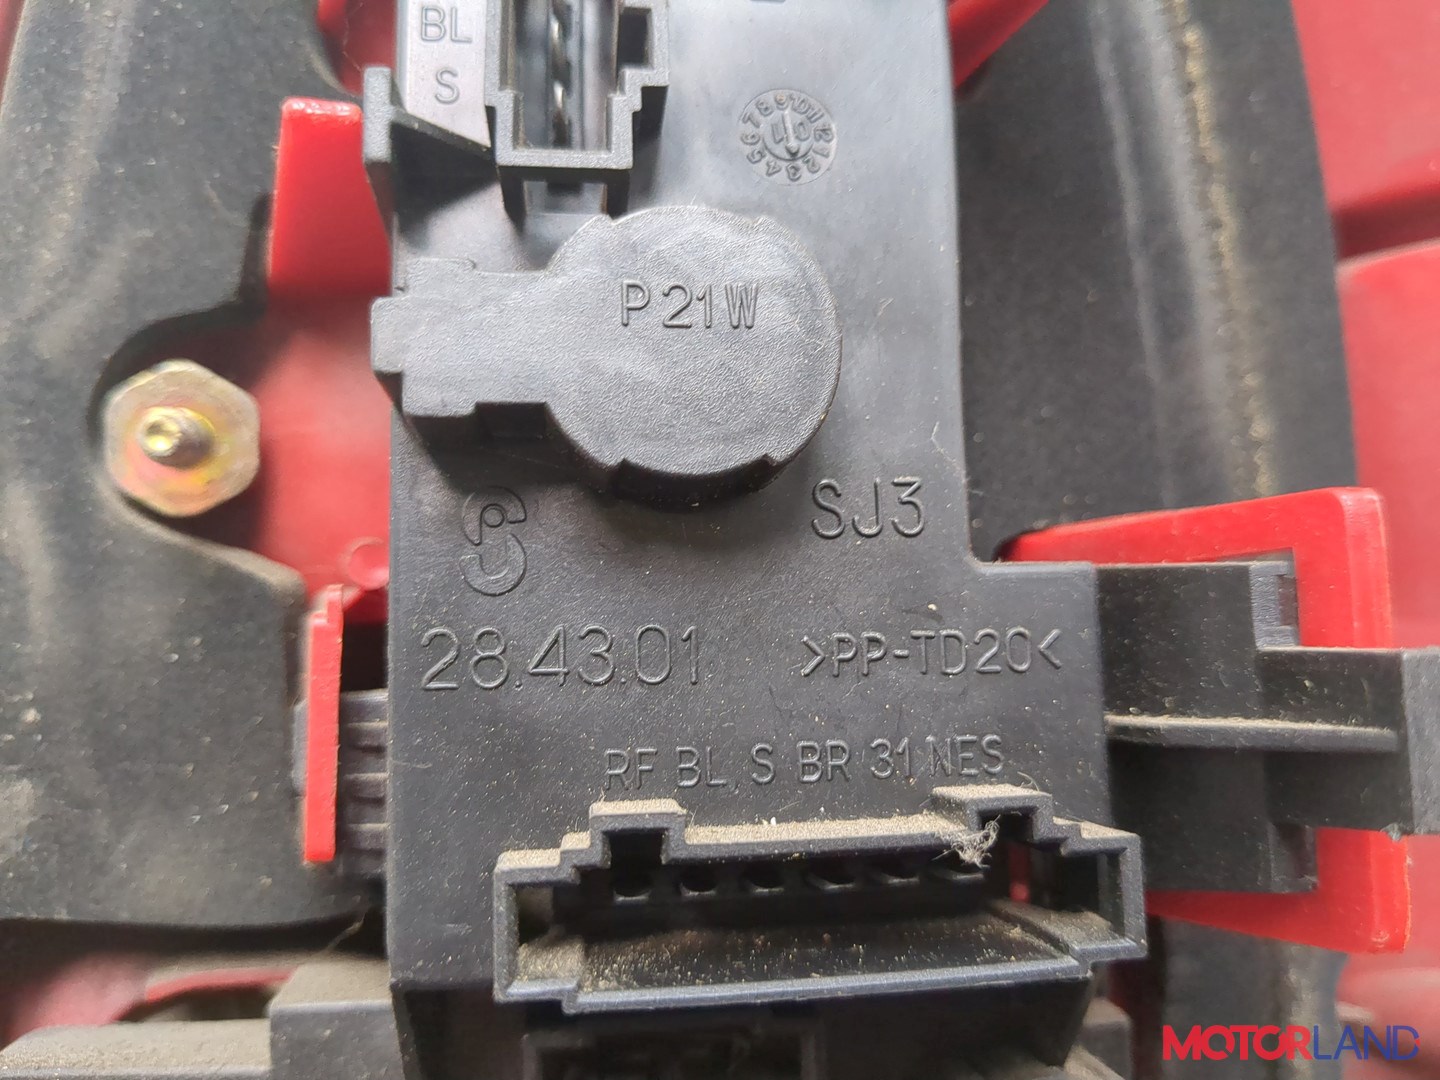 BL
S
P21W
SJ3
28.43.01 >PP-TD20<
RF BL, S BR 31 NES
MOTORLAND